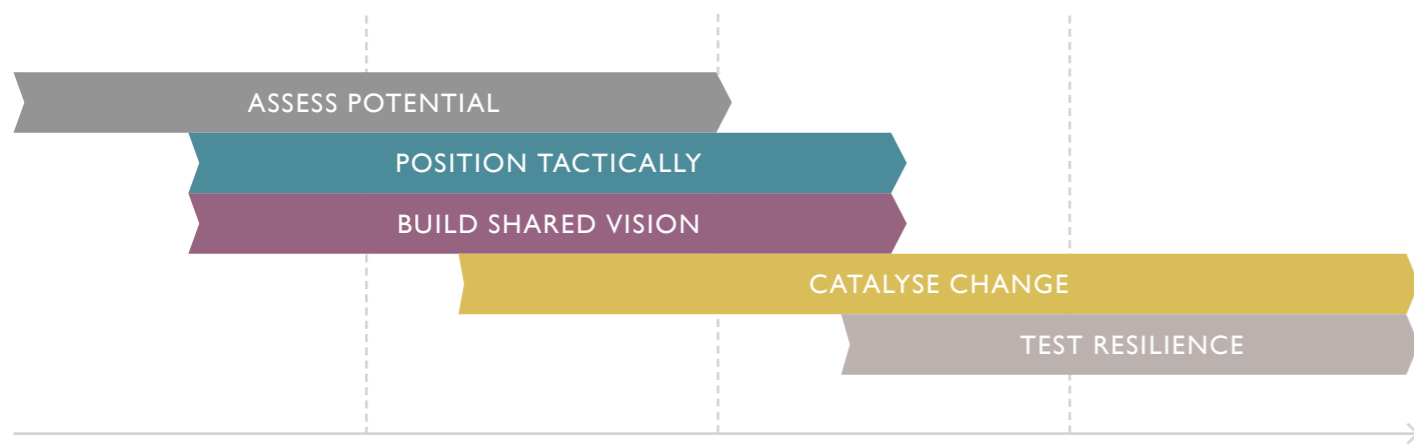 ASSESS POTENTIAL
POSITION TACTICALLY
BUILD SHARED VISION
CATALYSE CHANGE
TEST RESILIENCE